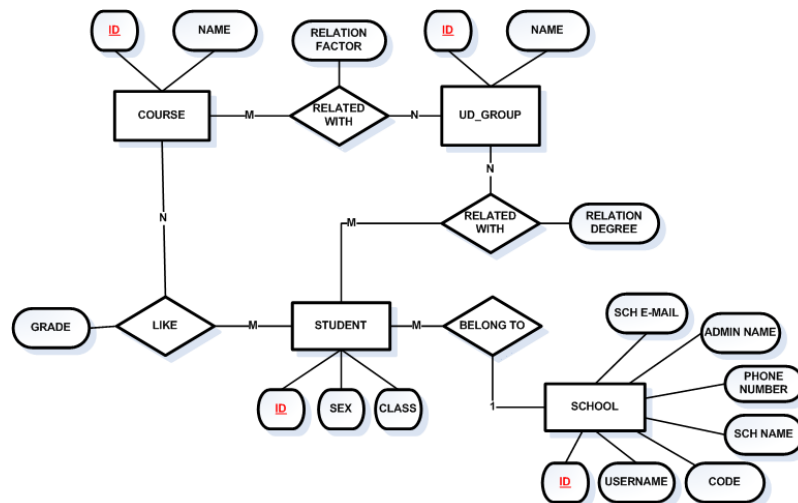 ID
NAME
RELATION
FACTOR
ID
NAME
COURSE
M
RELATED
WITH
N
UD_GROUP
N
N
M
RELATED
WITH
RELATION
DEGREE
GRADE
LIKE
M
STUDENT
M
BELONG TO
SCH E-MAIL
ADMIN NAME
PHONE
NUMBER
ID
SEX
CLASS
1
SCHOOL
SCH NAME
ID
USERNAME
CODE